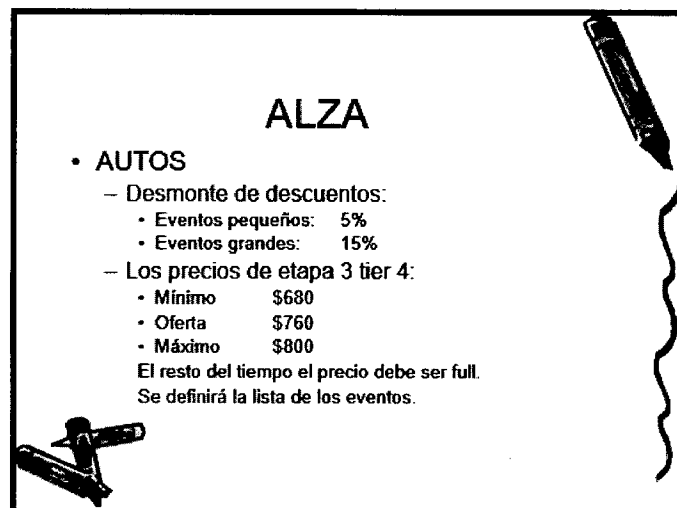 ALZA
• AUTOS
– Desmonte de descuentos:
• Eventos pequeños: 5%
• Eventos grandes: 15%
– Los precios de etapa 3 tier 4:
• Mínimo $680
• Oferta $760
• Máximo $800
El resto del tiempo el precio debe ser full.
Se definirá la lista de los eventos.